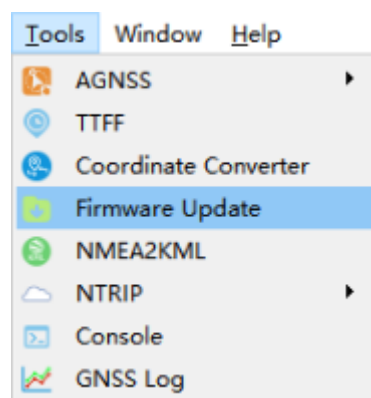 Tools Window Help
AGNSS
TTFF
Coordinate Converter
Firmware Update
NMEA2KML
NTRIP
Console
GNSS Log